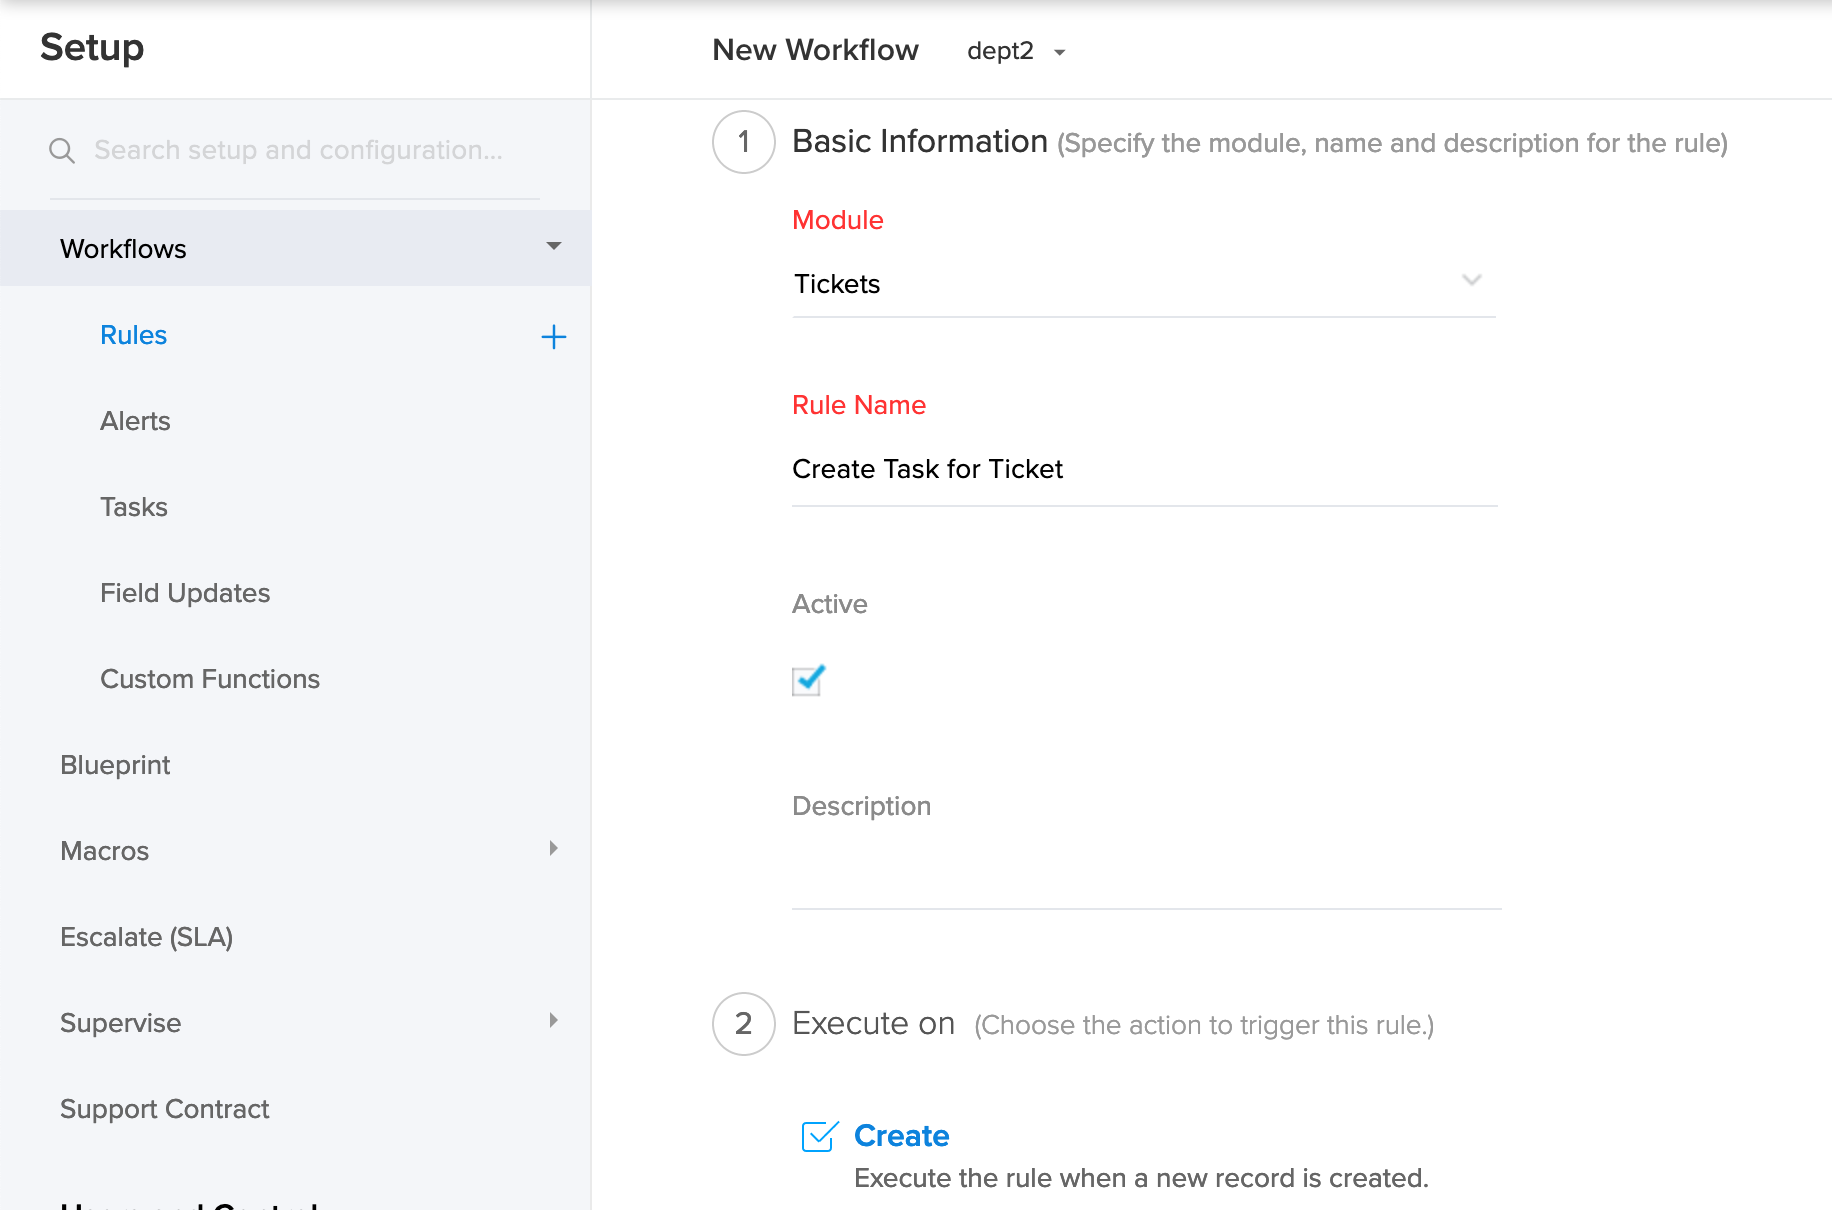 Setup
Search setup and configuration...
Workflows
Rules
Alerts
Tasks
Field Updates
Custom Functions
Blueprint
Macros
Escalate (SLA)
Supervise
Support Contract
New Workflow dept2
1 Basic Information (Specify the module, name and description for the rule)
Module
Tickets
Rule Name
Create Task for Ticket
Active
Description
2 Execute on (Choose the action to trigger this rule.)
Create
Execute the rule when a new record is created.